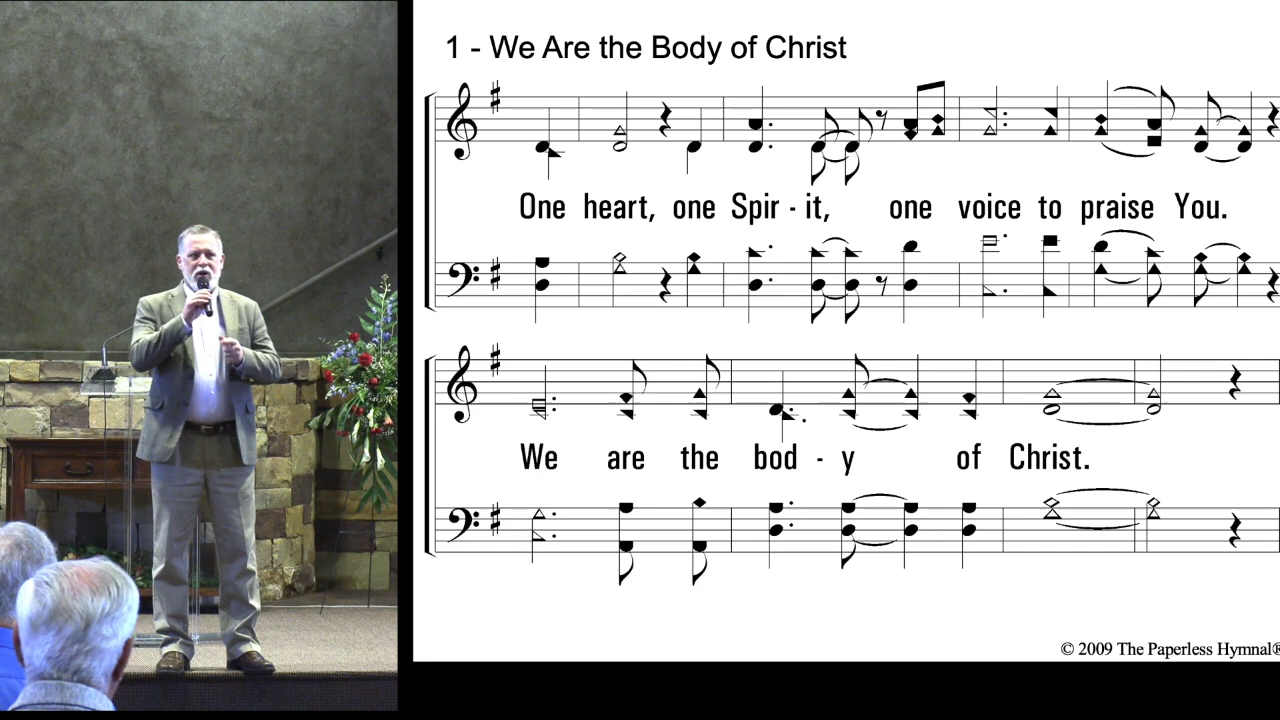 1 - We Are the Body of Christ
One heart, one Spir - it, one voice to praise You.
We are the bod - y of Christ.
© 2009 The Paperless Hymnal®